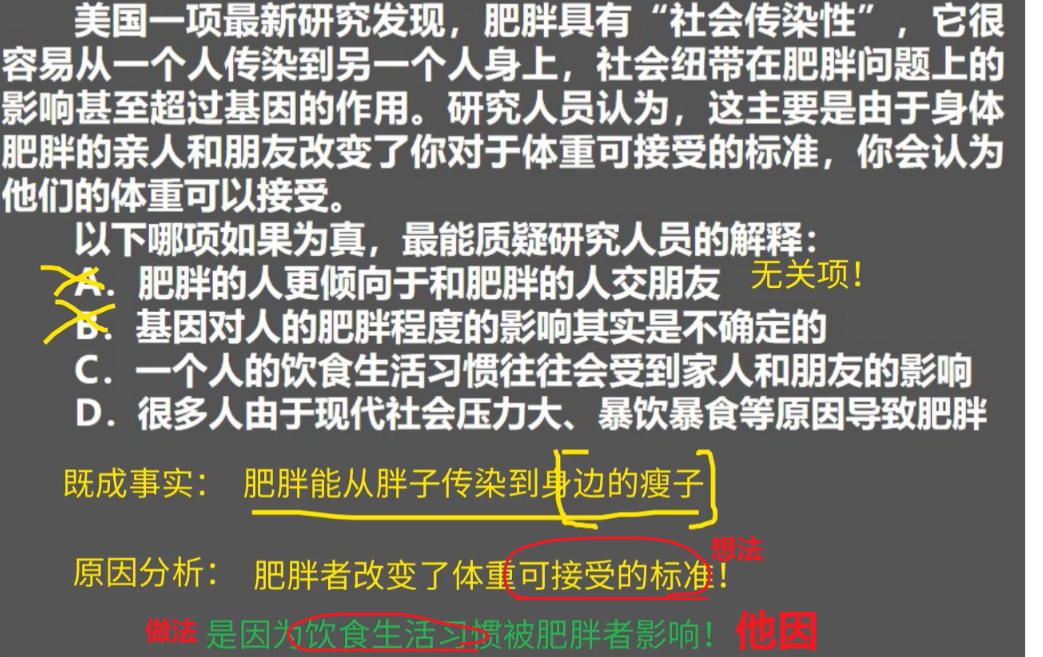 美国一项最新研究发现，肥胖具有“社会传染性”，它很
容易从一个人传染到另一个人身上，社会纽带在肥胖问题上的
影响甚至超过基因的作用。研究人员认为，这主要是由于身体
肥胖的亲人和朋友改变了你对于体重可接受的标准，你会认为
他们的体重可以接受。
以下哪项如果为真，最能质疑研究人员的解释：
A．肥胖的人更倾向于和肥胖的人交朋友 无关项！
B．基因对人的肥胖程度的影响其实是不确定的
C．一个人的饮食生活习惯往往会受到家人和朋友的影响
D．很多人由于现代社会压力大、暴饮暴食等原因导致肥胖
既成事实： 肥胖能从胖子传染到身边的瘦子
想法
原因分析： 肥胖者改变了体重可接受的标准！
做法 是因为饮食生活习惯被肥胖者影响！ 他因